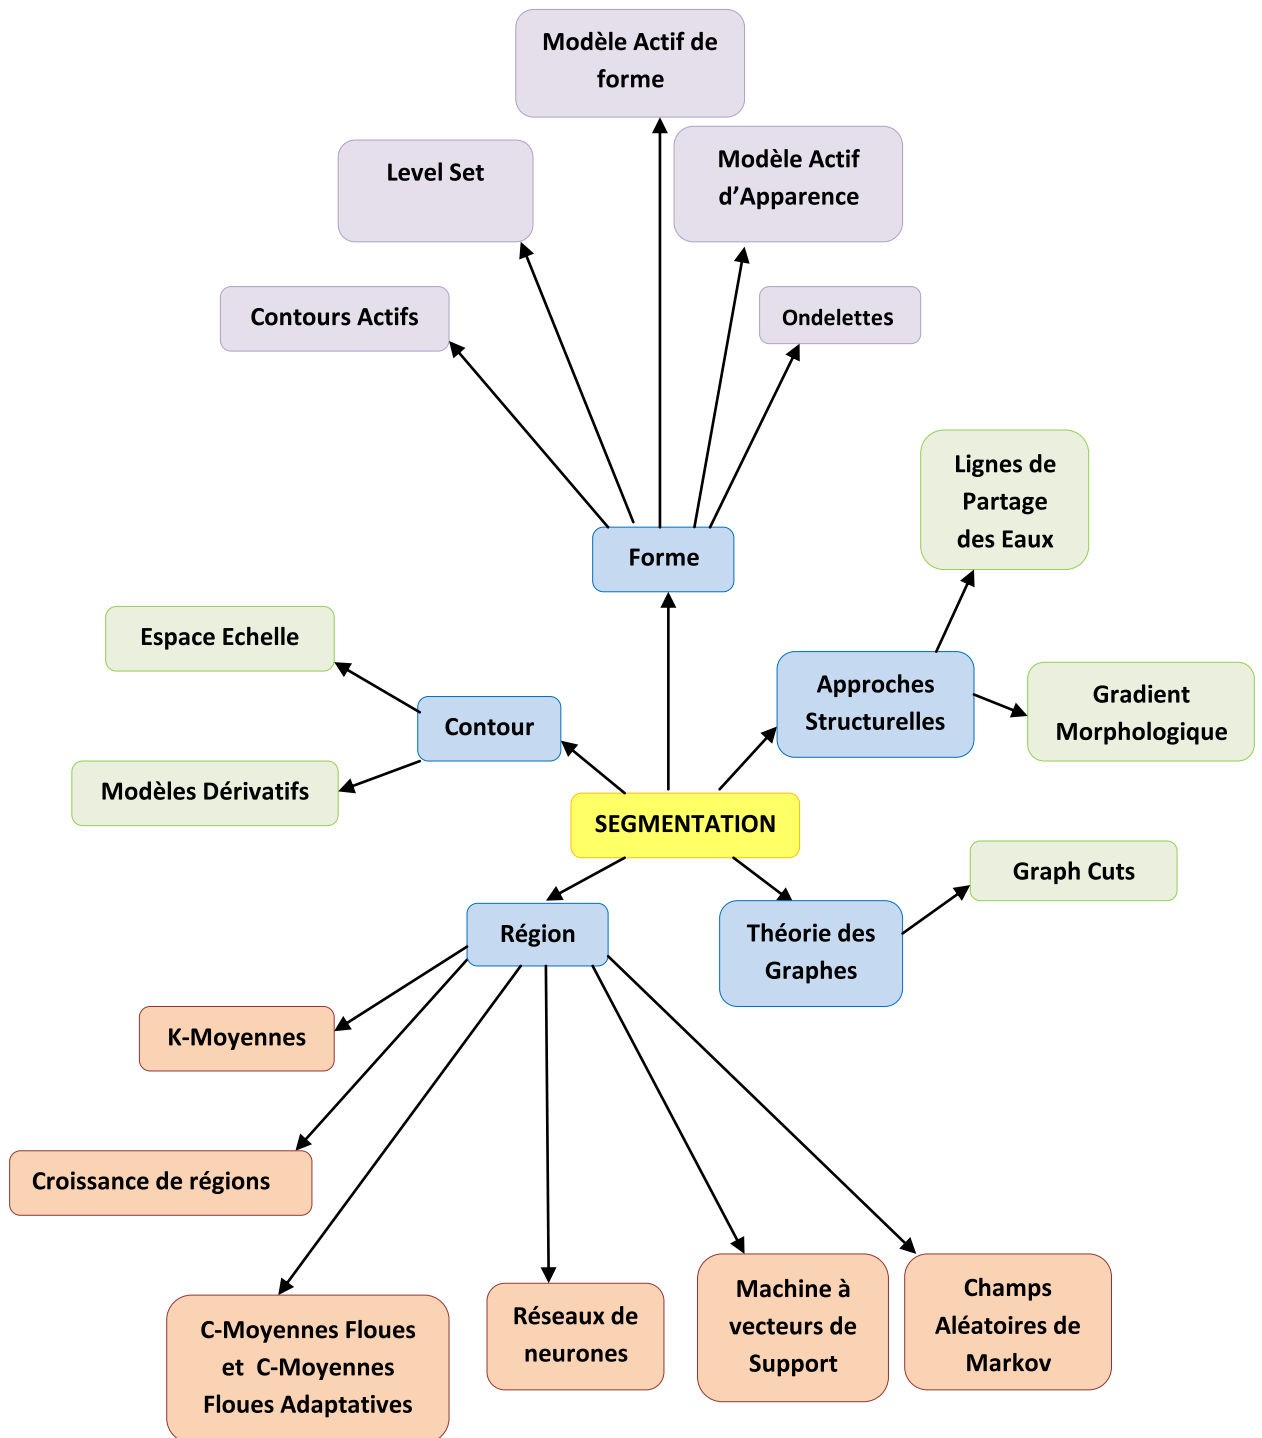 Modèle Actif de
forme
Modèle Actif
d’Apparence
Level Set
Contours Actifs
Ondelettes
Lignes de
Partage
des Eaux
Forme
Espace Echelle
Approches
Structurelles
Gradient
Morphologique
Contour
Modèles Dérivatifs
SEGMENTATION
Graph Cuts
Région
Théorie des
Graphes
K-Moyennes
Croissance de régions
C-Moyennes Floues
et C-Moyennes
Floues Adaptatives
Réseaux de
neurones
Machine à
vecteurs de
Support
Champs
Aléatoires de
Markov